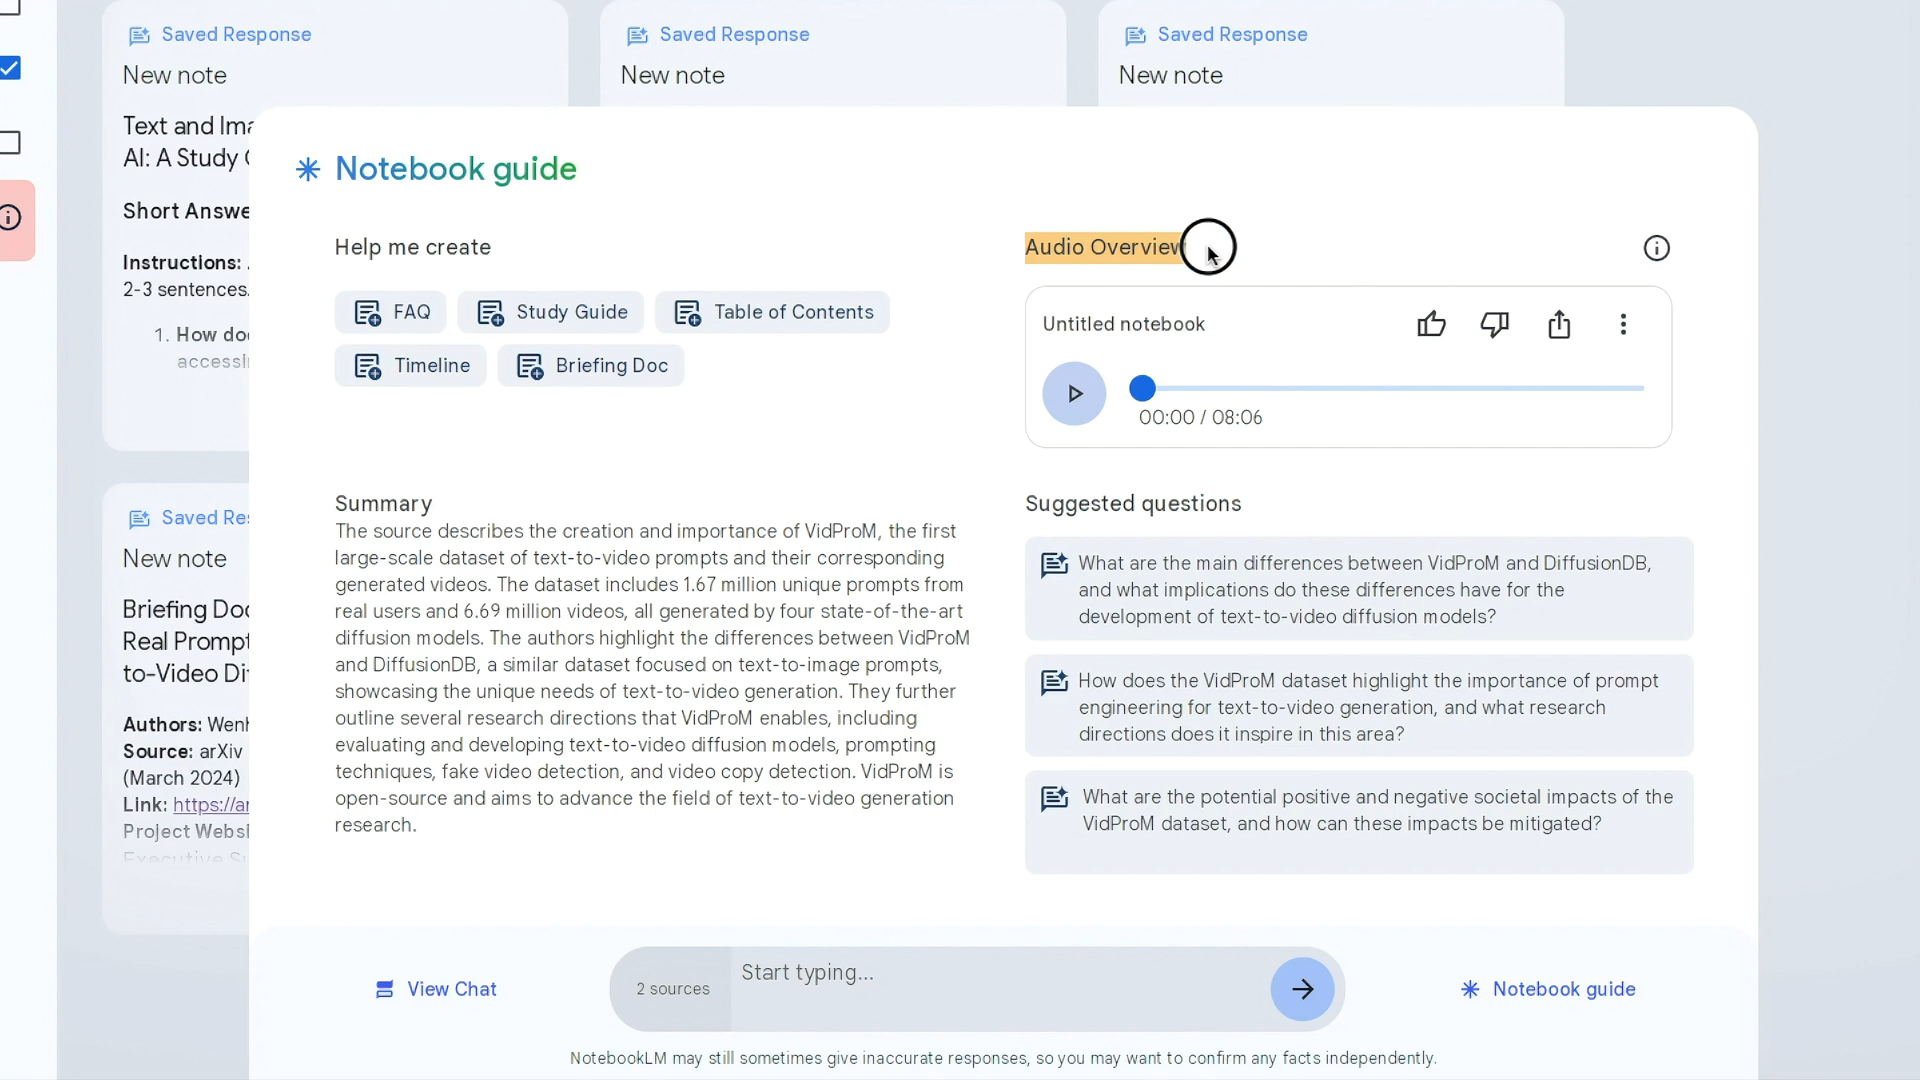 Saved Response
New note
Text and Ima
AI: A Study
Short Answe
Instructions:
2-3 sentences.
1. How do
Saved Response
New note
Saved Response
New note
Saved Re
New note
Briefing Doc
Real Prompt
to-Video Di
Authors: Wenh
Source: arXiv
(March 2024)
Link: https://ar
Project Websi
Executive Su
Notebook guide
Help me create
FAQ
Study Guide
Table of Contents
Timeline
Briefing Doc
Audio Overview
Untitled notebook
00:00 / 08:06
Summary
The source describes the creation and importance of VidProM, the first
large-scale dataset of text-to-video prompts and their corresponding
generated videos. The dataset includes 1.67 million unique prompts from
real users and 6.69 million videos, all generated by four state-of-the-art
diffusion models. The authors highlight the differences between VidProM
and DiffusionDB, a similar dataset focused on text-to-image prompts,
showcasing the unique needs of text-to-video generation. They further
outline several research directions that VidProM enables, including
evaluating and developing text-to-video diffusion models, prompting
techniques, fake video detection, and video copy detection. VidProM is
open-source and aims to advance the field of text-to-video generation
research.
Suggested questions
What are the main differences between VidProM and DiffusionDB,
and what implications do these differences have for the
development of text-to-video diffusion models?
How does the VidProM dataset highlight the importance of prompt
engineering for text-to-video generation, and what research
directions does it inspire in this area?
What are the potential positive and negative societal impacts of the
VidProM dataset, and how can these impacts be mitigated?
View Chat
2 sources
Start typing...
Notebook guide
NotebookLM may still sometimes give inaccurate responses, so you may want to confirm any facts independently.